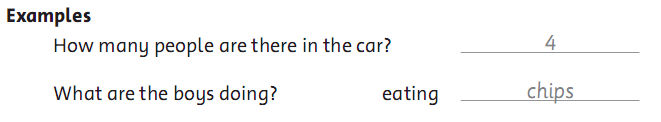 Examples
How many people are there in the car? 4
What are the boys doing? eating chips